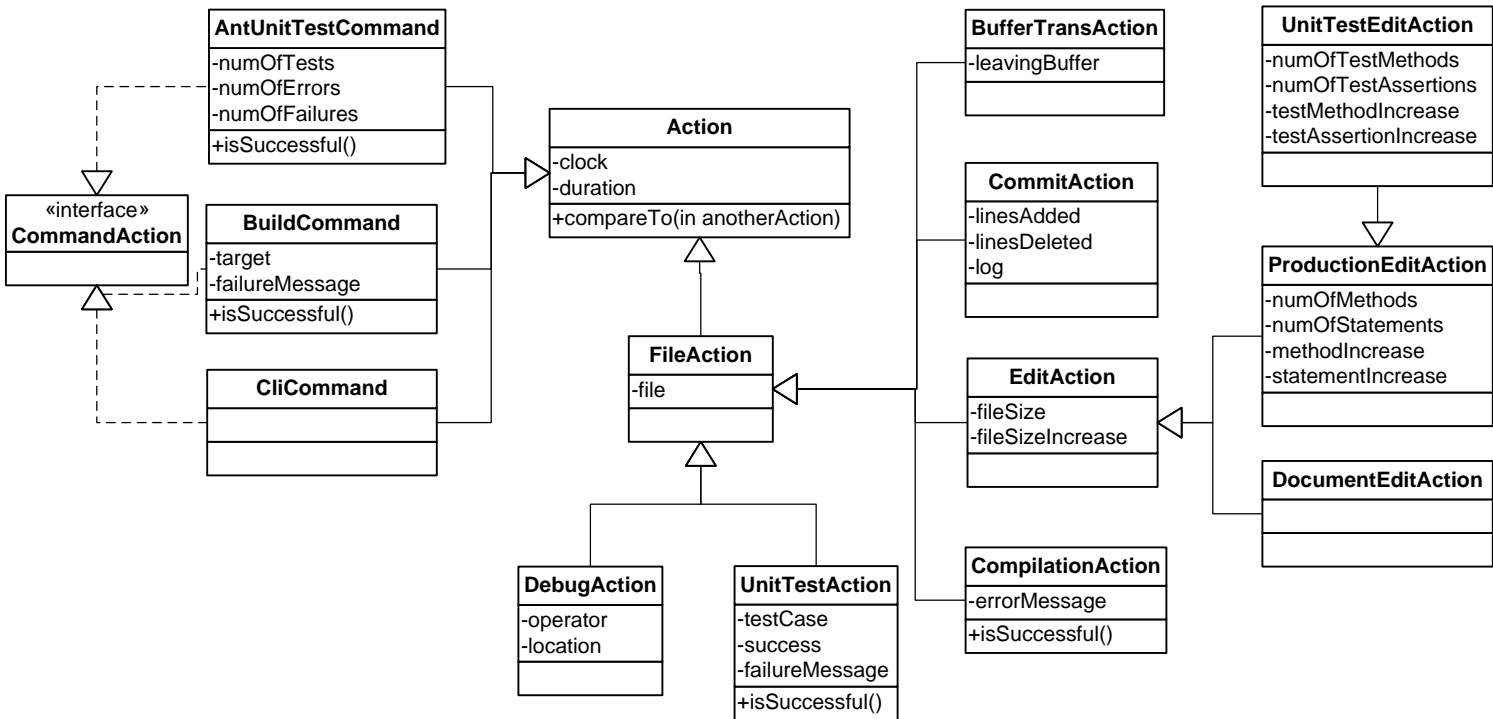 AntUnitTestCommand
-numOfTests
-numOfErrors
-numOfFailures
+isSuccessful()
«interface»
CommandAction
BuildCommand
-target
-failureMessage
+isSuccessful()
CliCommand
Action
-clock
-duration
+compareTo(in anotherAction)
FileAction
-file
DebugAction
-operator
-location
UnitTestAction
-testCase
-success
-failureMessage
+isSuccessful()
BufferTransAction
-leavingBuffer
CommitAction
-linesAdded
-linesDeleted
-log
EditAction
-fileSize
-fileSizeIncrease
CompilationAction
-errorMessage
+isSuccessful()
UnitTestEditAction
-numOfTestMethods
-numOfTestAssertions
-testMethodIncrease
-testAssertionIncrease
ProductionEditAction
-numOfMethods
-numOfStatements
-methodIncrease
-statementIncrease
DocumentEditAction